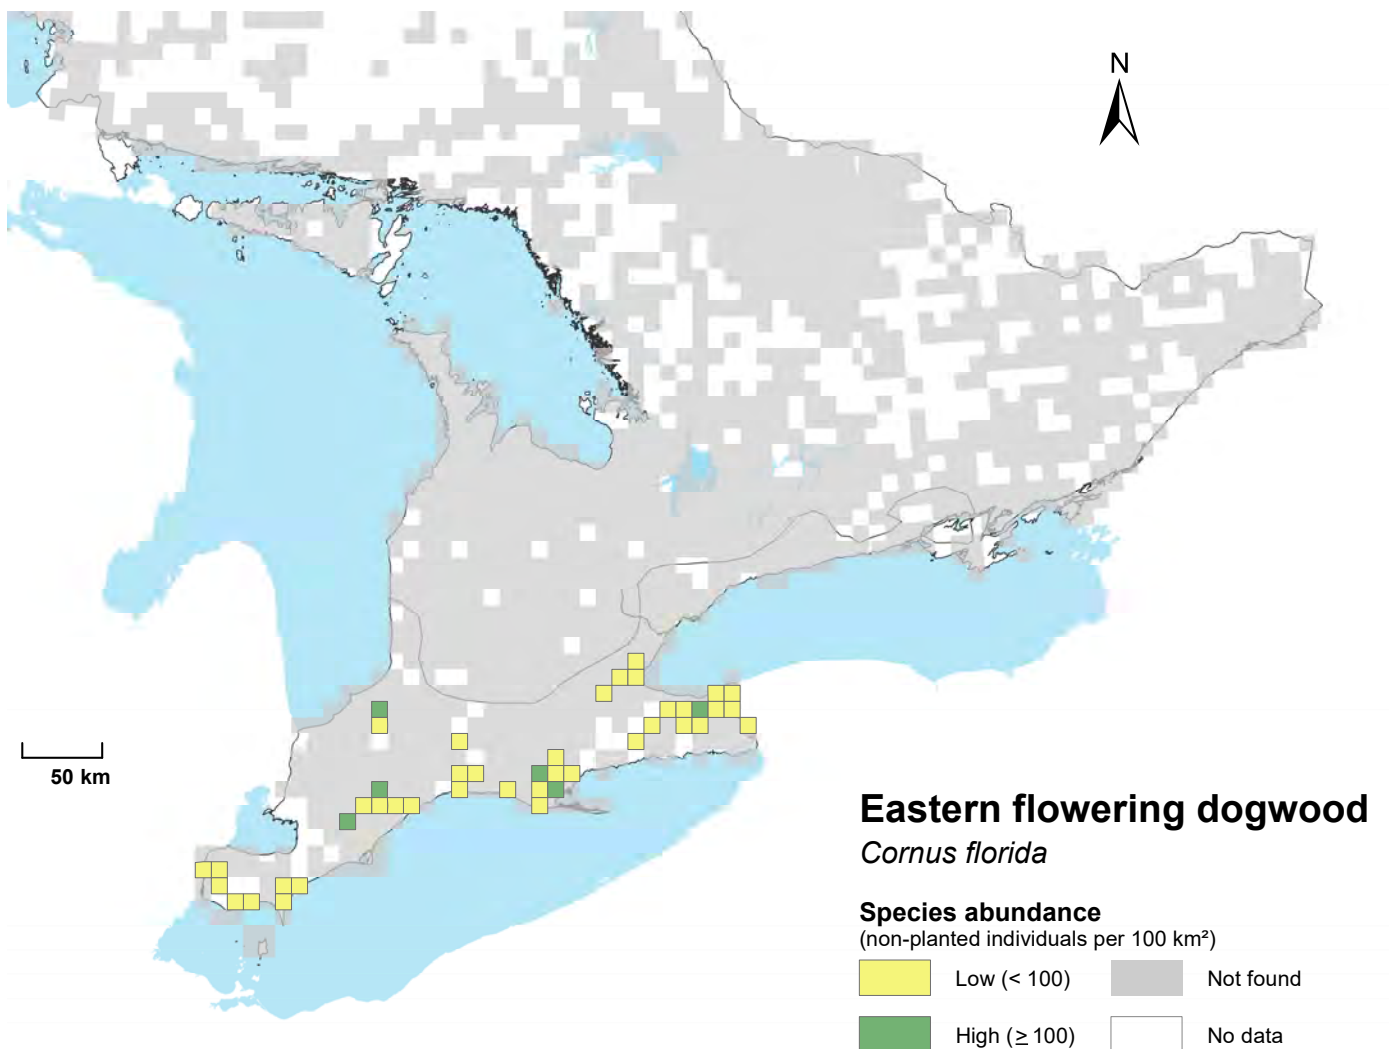 N
50 km
Eastern flowering dogwood
Cornus florida
Species abundance
(non-planted individuals per 100 km²)
Low (< 100)
Not found
High (≥ 100)
No data